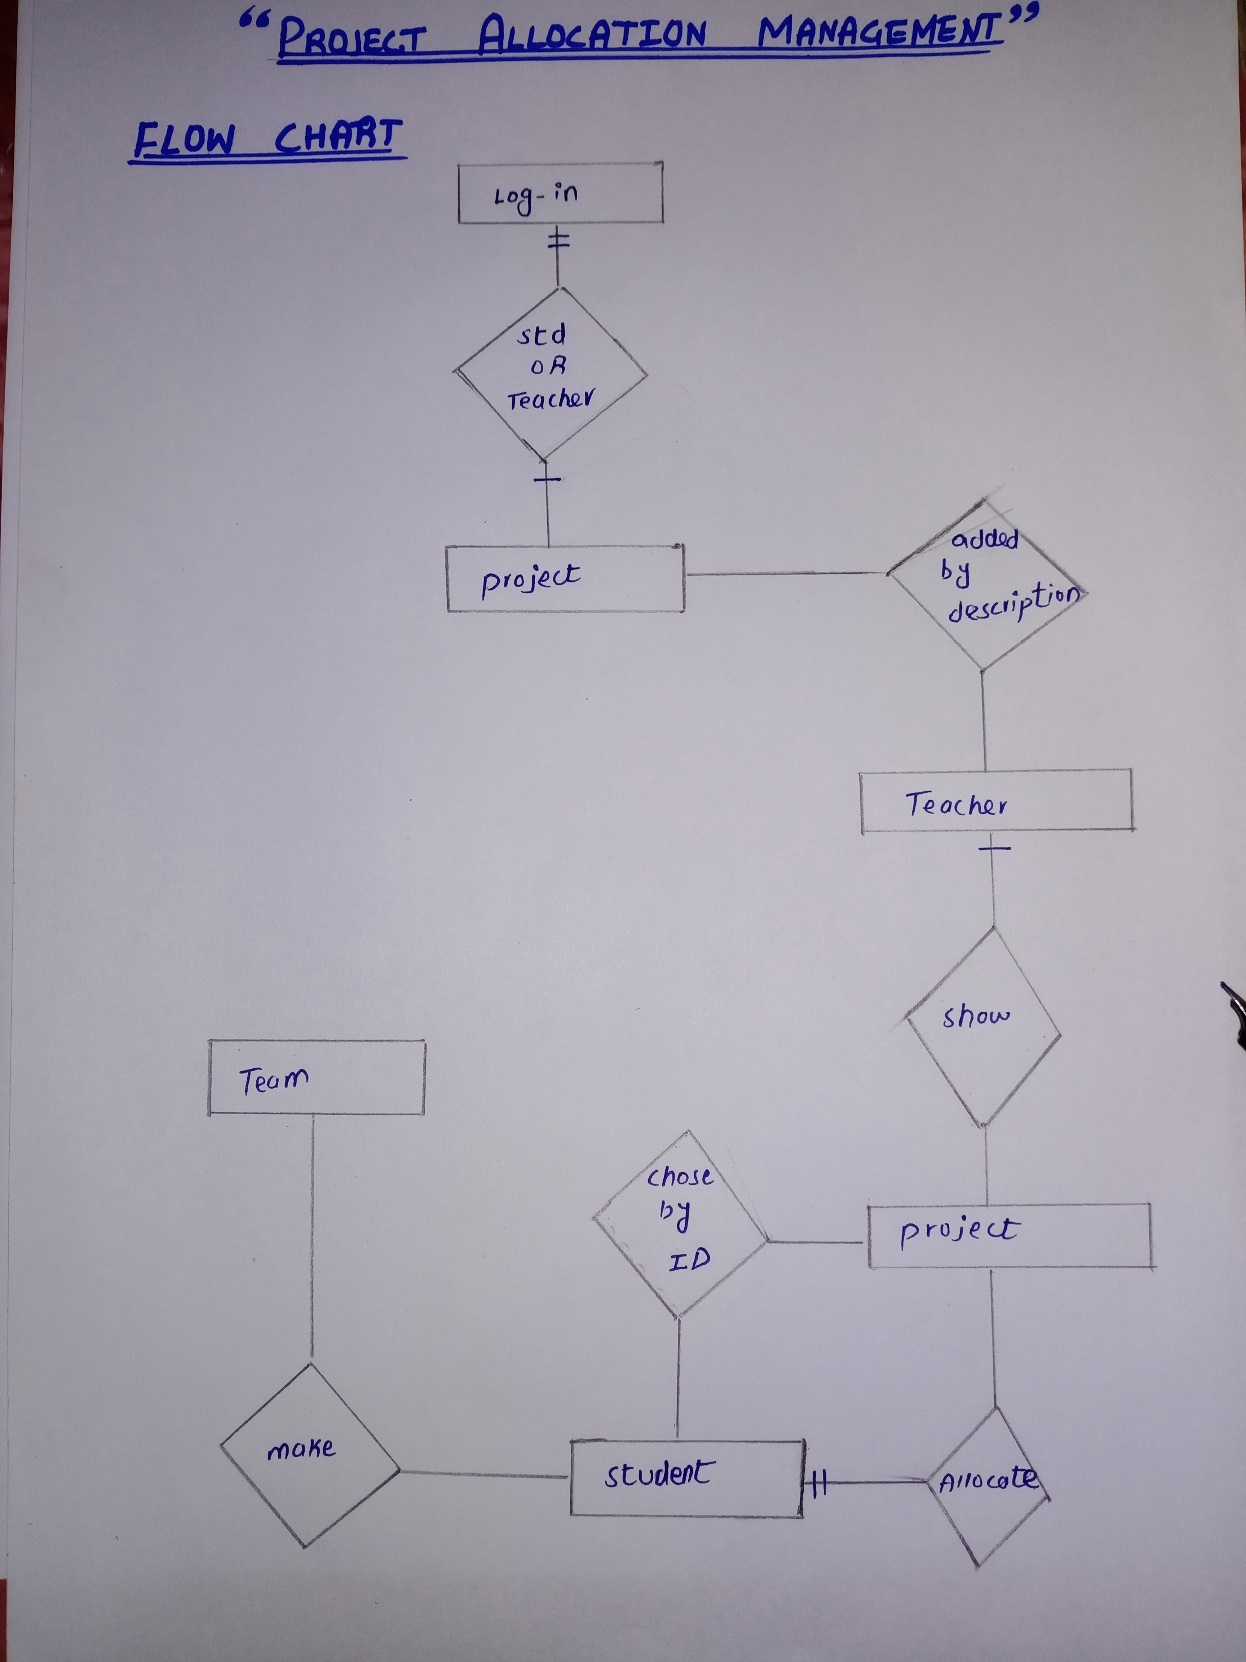 “PROJECT ALLOCATION MANAGEMENT”
FLOW CHART
Log-in
std
OR
Teacher
project
added
by
description
Teacher
show
Team
chose
by
ID
project
make
student
Allocate